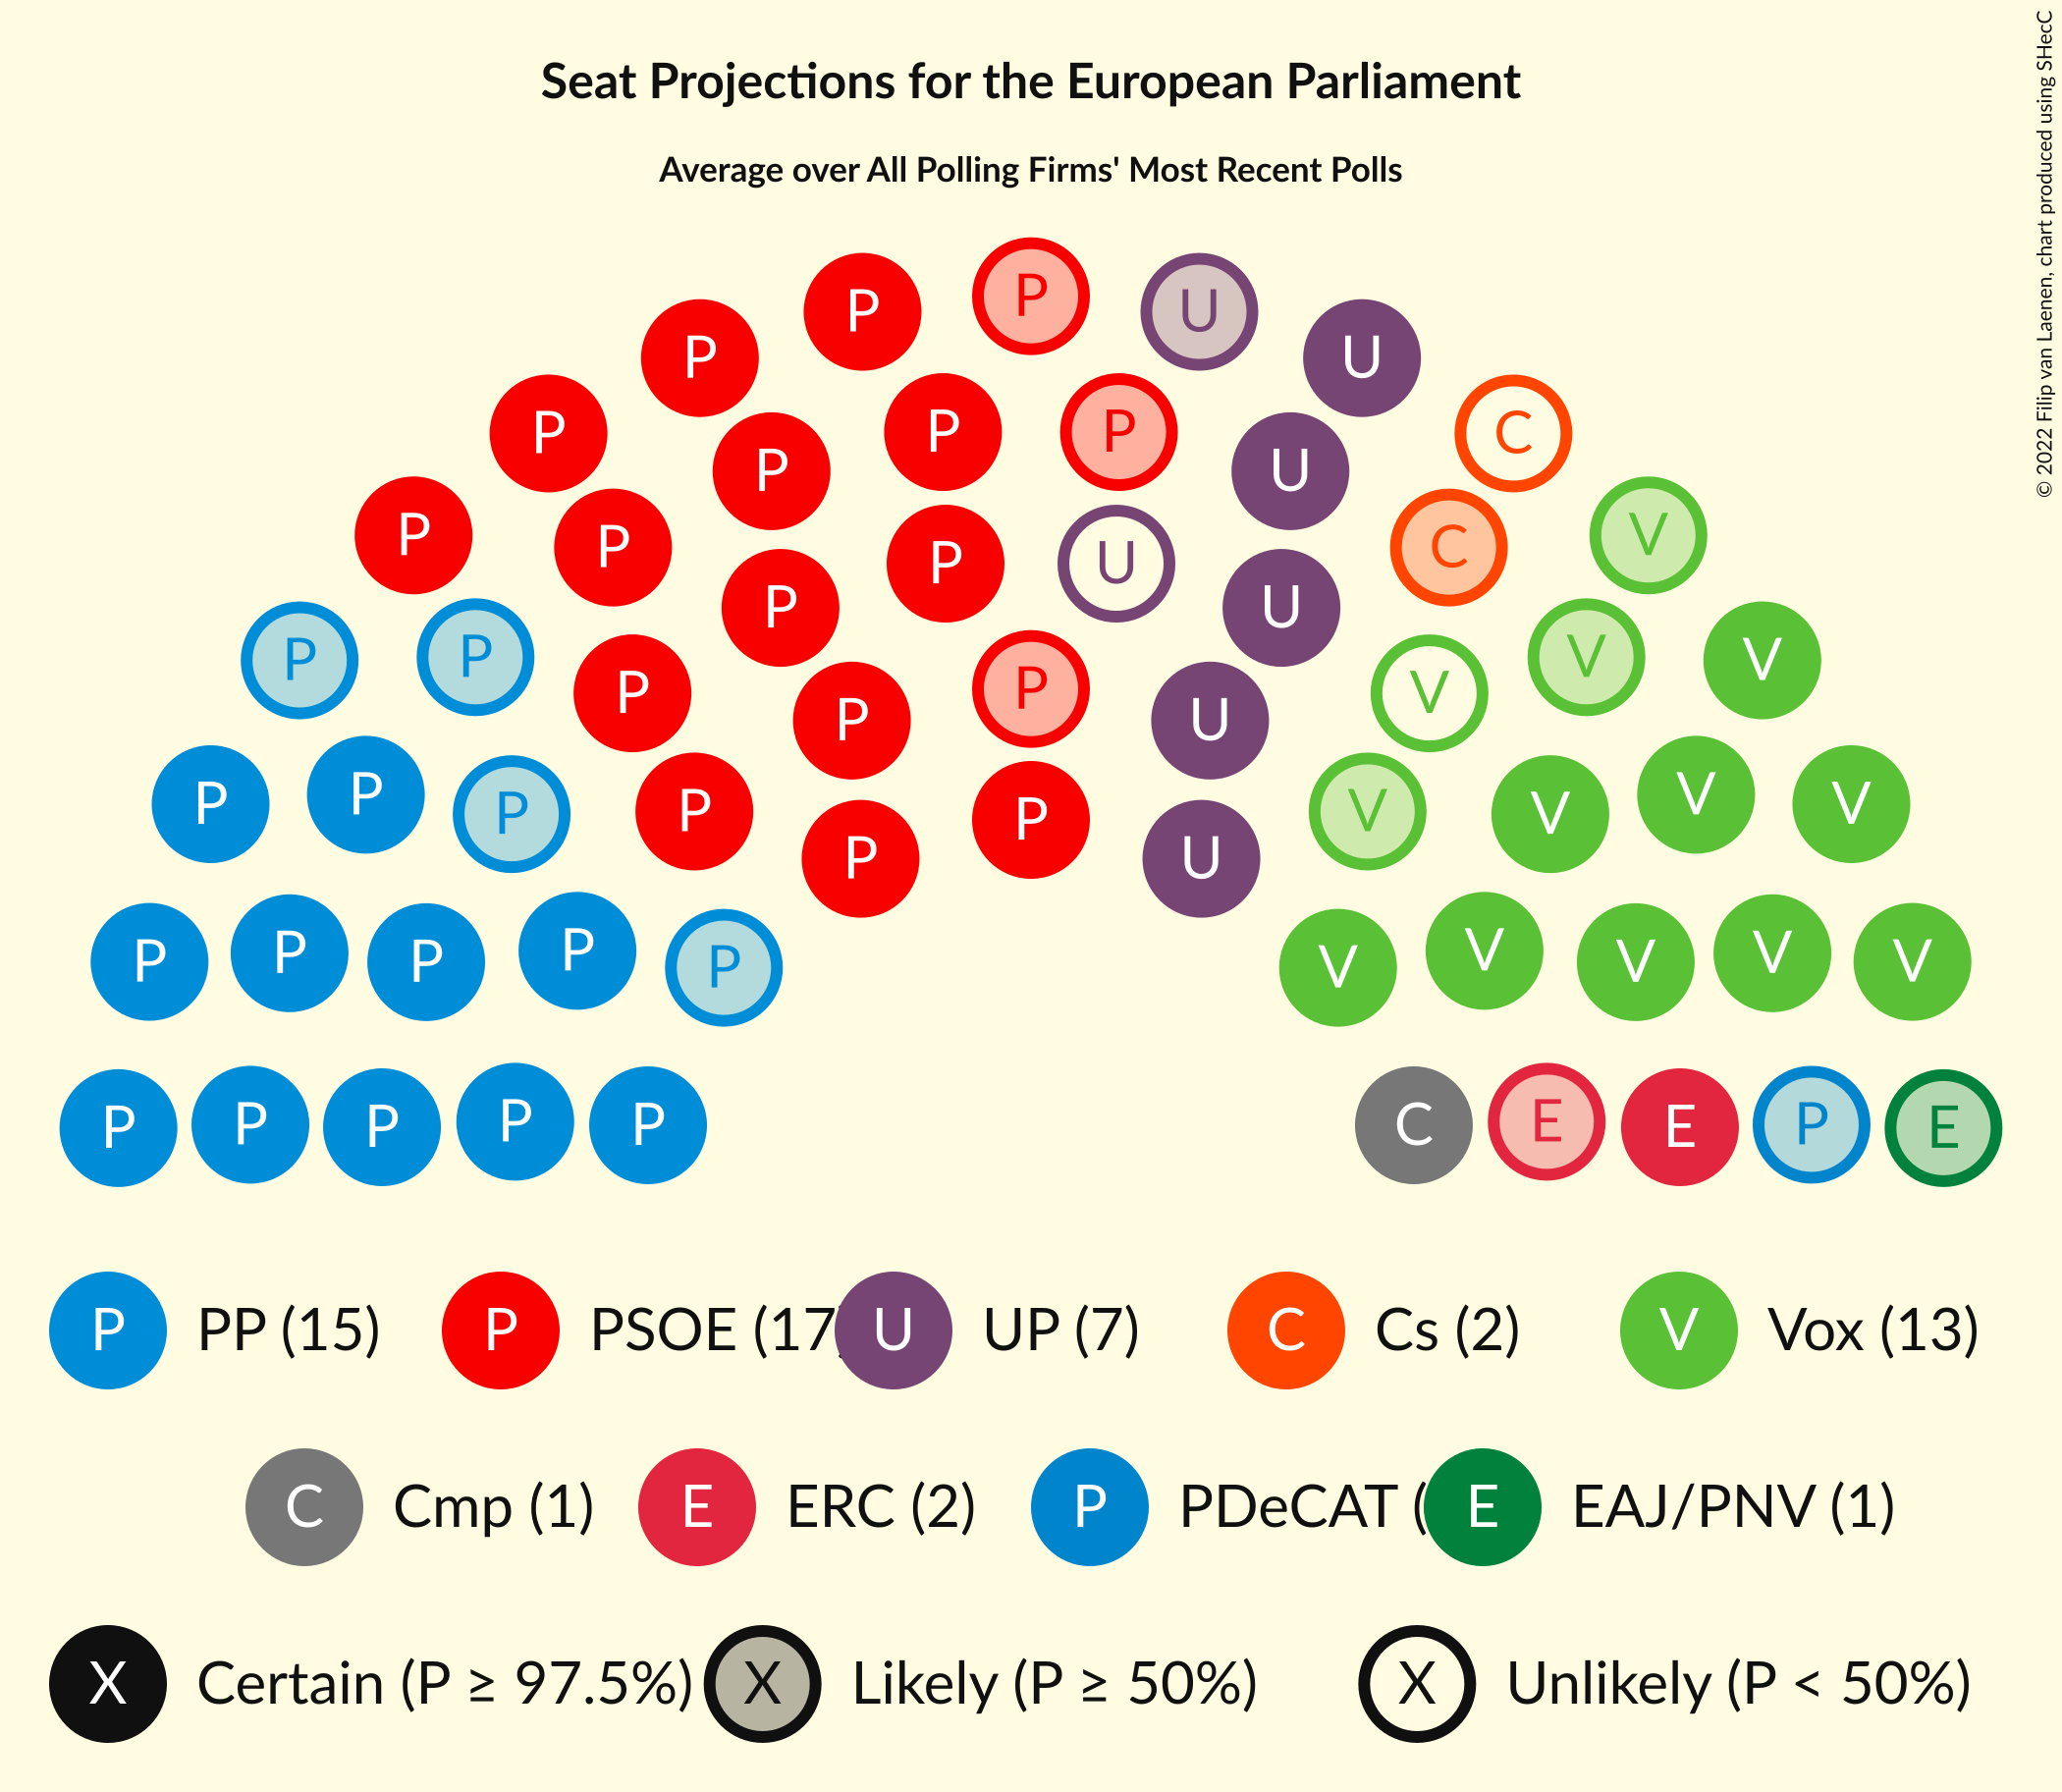 © 2022 Filip van Laenen, chart produced using SHecC
Seat Projections for the European Parliament
Average over All Polling Firms' Most Recent Polls
P P U
P U
P P P C
P U
P P C V
P U
P U
P P V V
P P V
P U
P P P P P V V V V
P U
P P P P P V V V V V
P P P P P C E E P E
P PP (15) P PSOE (17 U UP (7) C Cs (2) V Vox (13)
C Cmp (1) E ERC (2) P PDeCAT ( E EAJ/PNV (1)
X Certain (P ≥ 97.5%) X Likely (P ≥ 50%) X Unlikely (P < 50%)